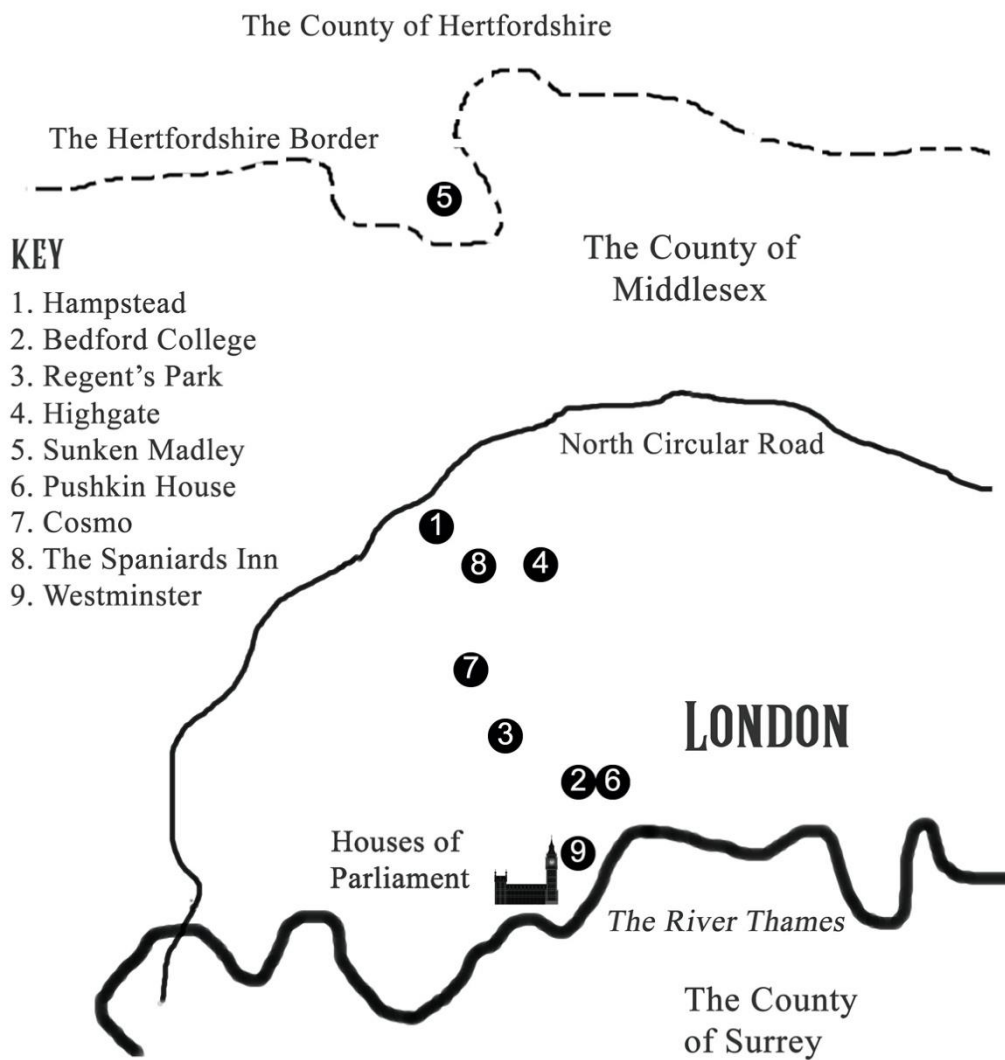 The County of Hertfordshire
The Hertfordshire Border
5
KEY
1. Hampstead
2. Bedford College
3. Regent’s Park
4. Highgate
5. Sunken Madley
6. Pushkin House
7. Cosmo
8. The Spaniards Inn
9. Westminster
The County of
Middlesex
North Circular Road
1
8
4
7
3
LONDON
2
6
Houses of
Parliament
9
The River Thames
The County
of Surrey